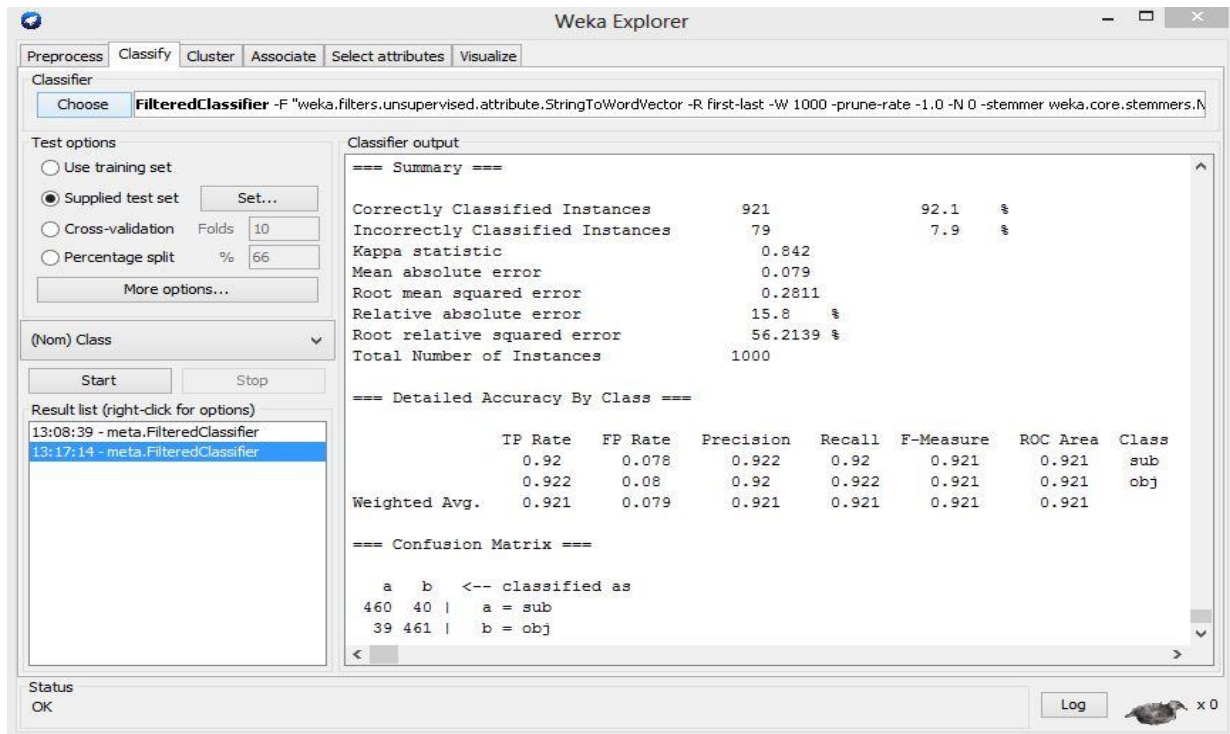 Weka Explorer
Preprocess Classify Cluster Associate Select attributes Visualize
Classifier
Choose FilteredClassifier -F "weka.filters.unsupervised.attribute.StringToWordVector -R first-last -W 1000 -prune-rate -1.0 -N 0 -stemmer weka.core.stemmers.N
Test options
Use training set
Supplied test set Set...
Cross-validation Folds 10
Percentage split % 66
More options...
(Nom) Class
Start Stop
Result list (right-click for options)
13:08:39 - meta.FilteredClassifier
13:17:14 - meta.FilteredClassifier
Classifier output
=== Summary ===
Correctly Classified Instances 921 92.1 %
Incorrectly Classified Instances 79 7.9 %
Kappa statistic 0.842
Mean absolute error 0.079
Root mean squared error 0.2811
Relative absolute error 15.8 %
Root relative squared error 56.2139 %
Total Number of Instances 1000
=== Detailed Accuracy By Class ===
TP Rate FP Rate Precision Recall F-Measure ROC Area Class
0.92 0.078 0.922 0.92 0.921 0.921 sub
0.922 0.08 0.92 0.922 0.921 0.921 obj
Weighted Avg. 0.921 0.079 0.921 0.921 0.921 0.921
=== Confusion Matrix ===
a b <-- classified as
460 40 | a = sub
39 461 | b = obj
Status
OK
Log x 0